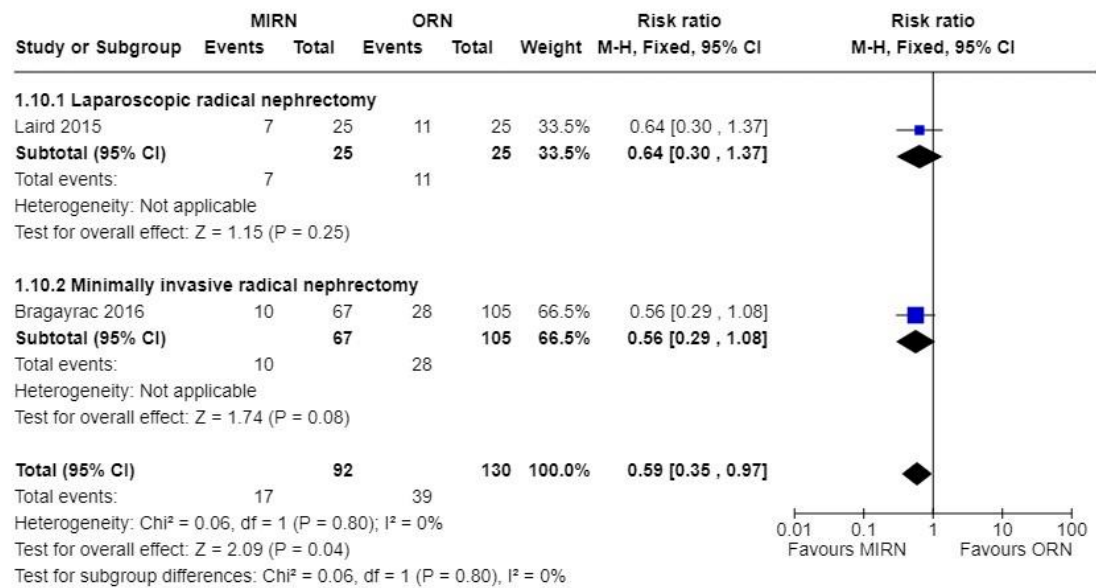 MIRN ORN Risk ratio Risk ratio
Study or Subgroup Events Total Events Total Weight M-H, Fixed, 95% CI M-H, Fixed, 95% CI
1.10.1 Laparoscopic radical nephrectomy
Laird 2015 7 25 11 25 33.5% 0.64 [0.30 , 1.37]
Subtotal (95% CI) 25 25 33.5% 0.64 [0.30 , 1.37]
Total events: 7 11
Heterogeneity: Not applicable
Test for overall effect: Z = 1.15 (P = 0.25)
1.10.2 Minimally invasive radical nephrectomy
Bragayrac 2016 10 67 28 105 66.5% 0.56 [0.29 , 1.08]
Subtotal (95% CI) 67 105 66.5% 0.56 [0.29 , 1.08]
Total events: 10 28
Heterogeneity: Not applicable
Test for overall effect: Z = 1.74 (P = 0.08)
Total (95% CI) 92 130 100.0% 0.59 [0.35 , 0.97]
Total events: 17 39
Heterogeneity: Chi² = 0.06, df = 1 (P = 0.80); I² = 0%
0.01 0.1 1 10 100
Test for overall effect: Z = 2.09 (P = 0.04)
Favours MIRN Favours ORN
Test for subgroup differences: Chi² = 0.06, df = 1 (P = 0.80), I² = 0%